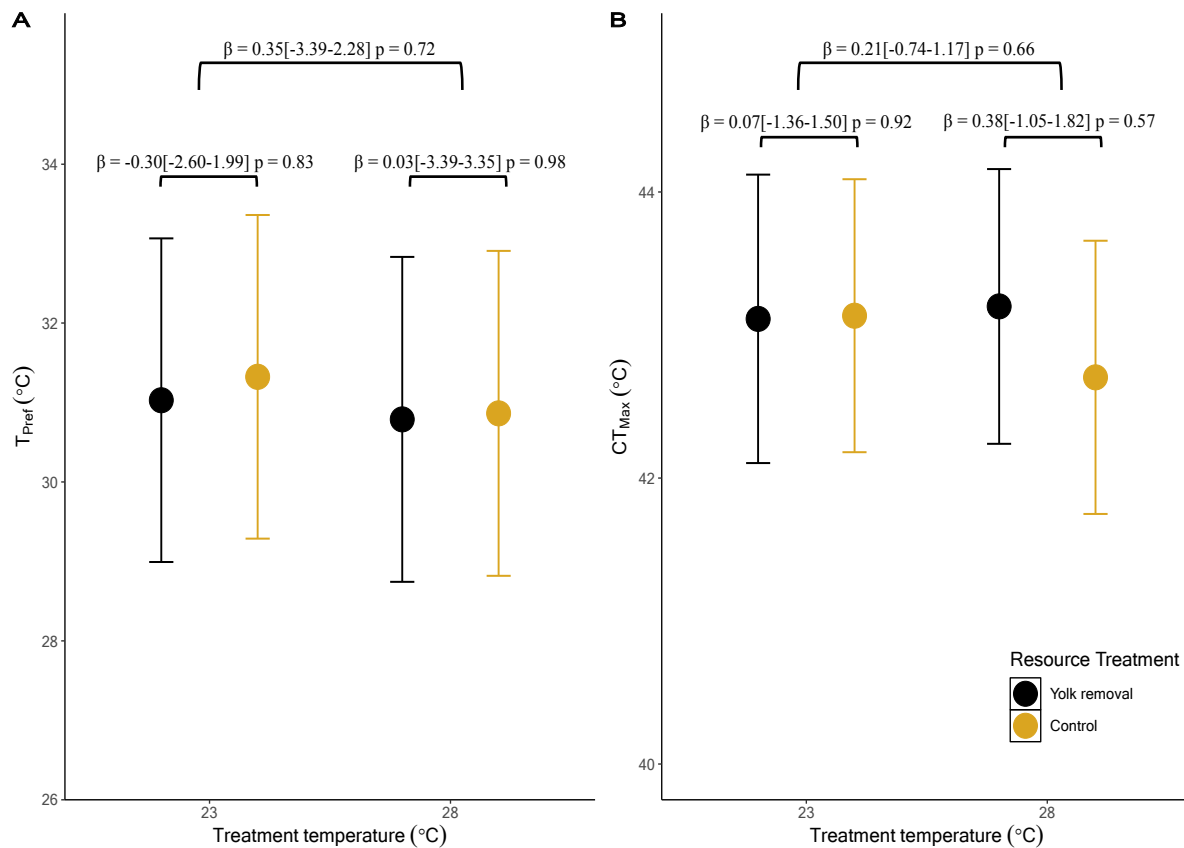 A
β = 0.35[-3.39-2.28] p = 0.72
β = -0.30[-2.60-1.99] p = 0.83
β = 0.03[-3.39-3.35] p = 0.98
34
32
30
28
26
T_Pref (°C)
23
28
Treatment temperature (°C)
B
β = 0.21[-0.74-1.17] p = 0.66
β = 0.07[-1.36-1.50] p = 0.92
β = 0.38[-1.05-1.82] p = 0.57
44
42
40
CT_Max (°C)
Resource Treatment
Yolk removal
Control
23
28
Treatment temperature (°C)